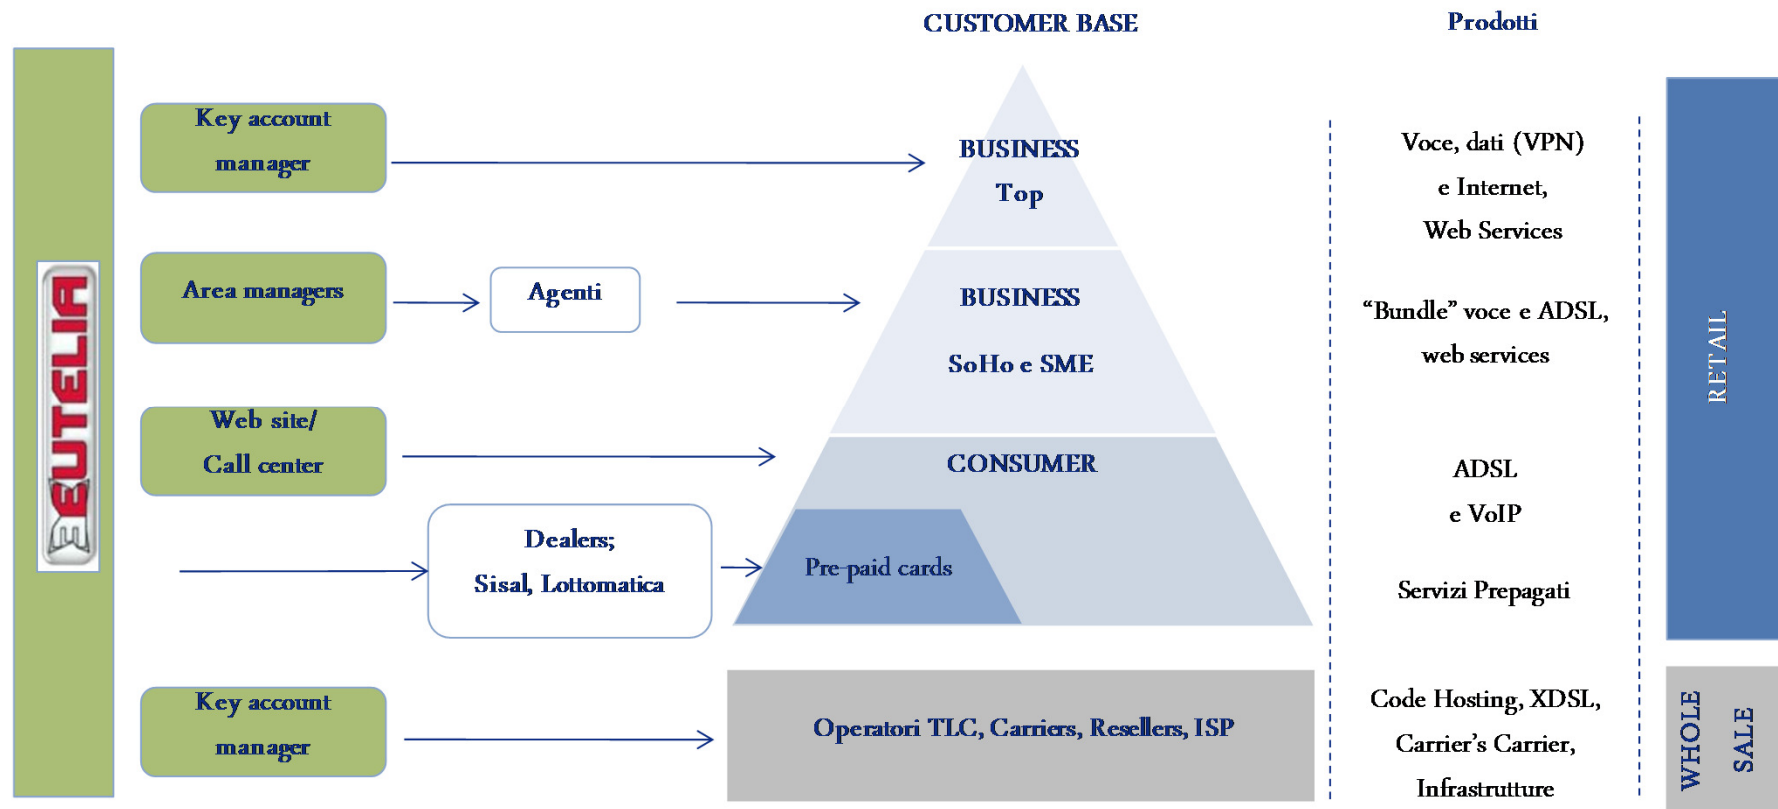 CUSTOMER BASE
Prodotti
EUTELIA
Key account
manager
BUSINESS
Top
Voce, dati (VPN)
e Internet,
Web Services
Area managers
Agenti
BUSINESS
SoHo e SME
“Bundle” voce e ADSL,
web services
RETAIL
Web site/
Call center
CONSUMER
ADSL
e VoIP
Dealers;
Sisal, Lottomatica
Pre-paid cards
Servizi Prepagati
Key account
manager
Operatori TLC, Carriers, Resellers, ISP
Code Hosting, XDSL,
Carrier’s Carrier,
Infrastrutture
WHOLE
SALE